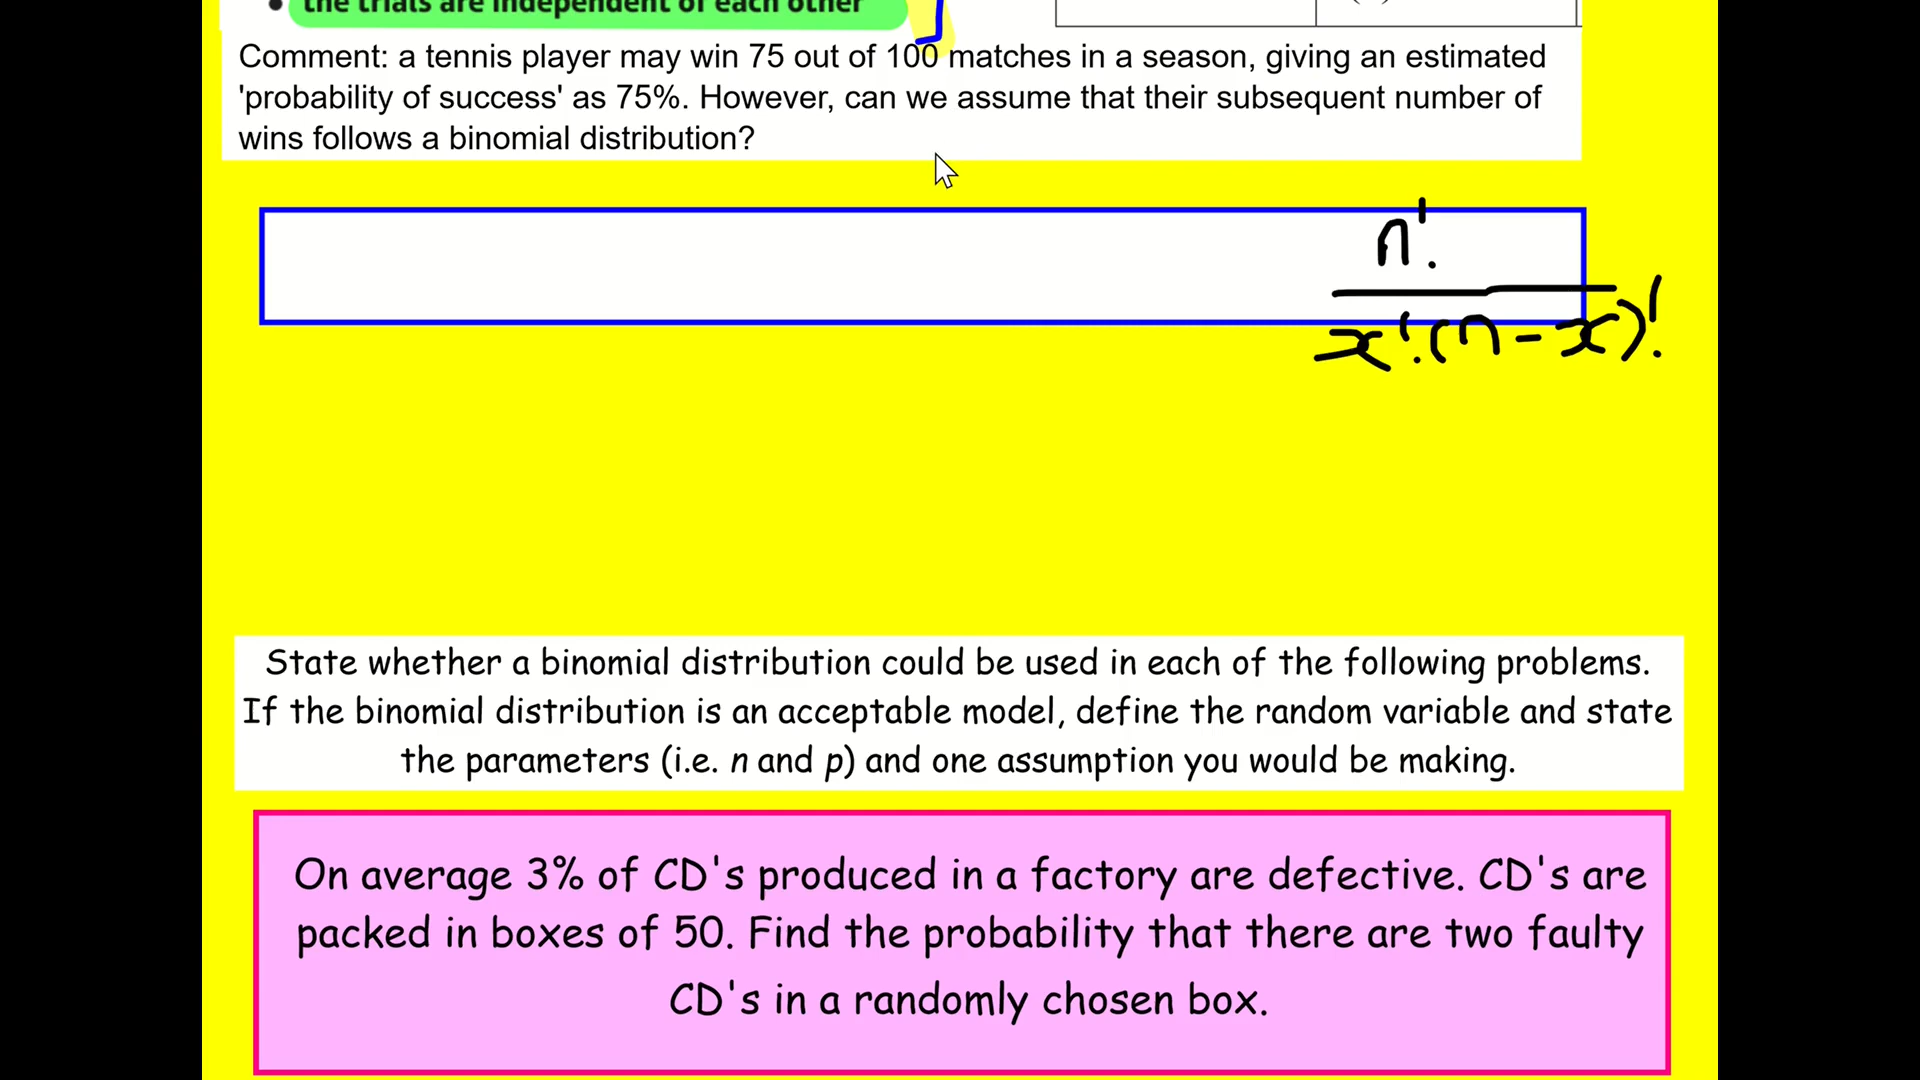 • the trials are independent of each other
Comment: a tennis player may win 75 out of 100 matches in a season, giving an estimated
'probability of success' as 75%. However, can we assume that their subsequent number of
wins follows a binomial distribution?
n!
x!(n-x)!
State whether a binomial distribution could be used in each of the following problems.
If the binomial distribution is an acceptable model, define the random variable and state
the parameters (i.e. n and p) and one assumption you would be making.
On average 3% of CD's produced in a factory are defective. CD's are
packed in boxes of 50. Find the probability that there are two faulty
CD's in a randomly chosen box.